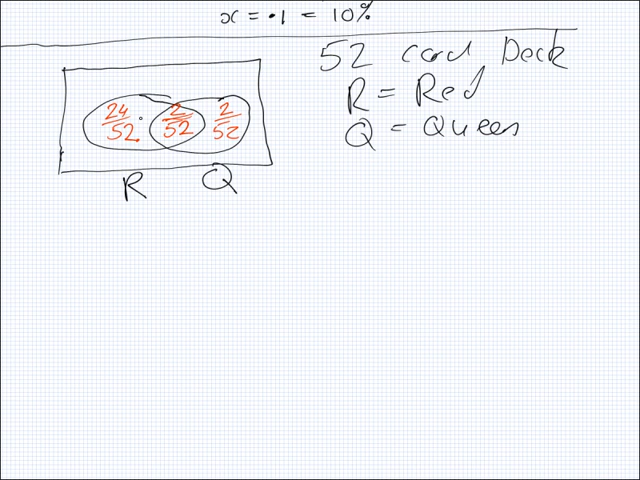 x = .1 = 10%
52 card Deck
R = Red
Q = Queen
24/52 2/52 2/52
R Q